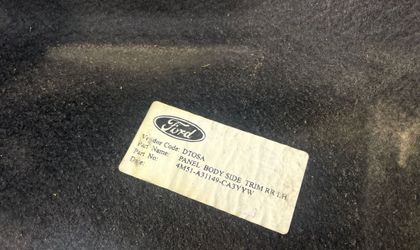 Ford
Vendor Code: DTOSA
Part Name: PANEL BODY SIDE TRIM RR LH
Part No: 4M51-A31149-CA3YYW
Date: